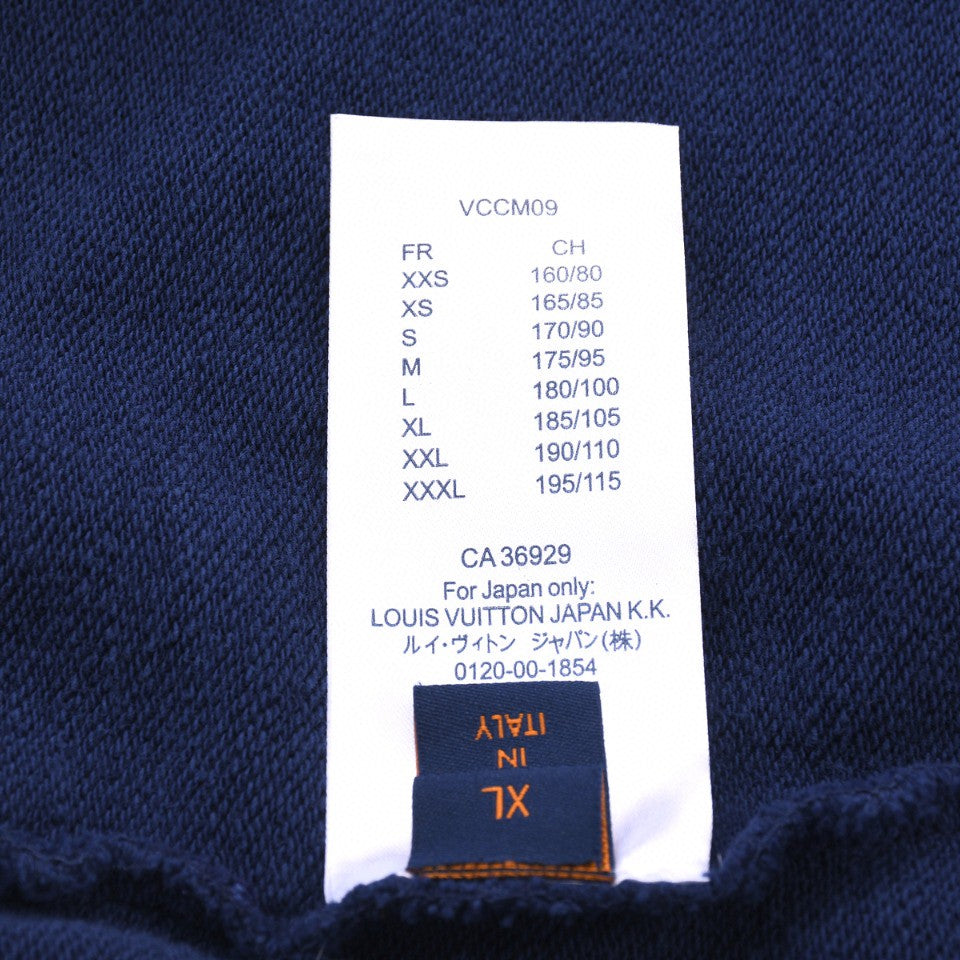 VCCM09
FR CH
XXS 160/80
XS 165/85
S 170/90
M 175/95
L 180/100
XL 185/105
XXL 190/110
XXXL 195/115
CA 36929
For Japan only:
LOUIS VUITTON JAPAN K.K.
ルイ・ヴィトン ジャパン(株)
0120-00-1854
ITALY
IN
XL